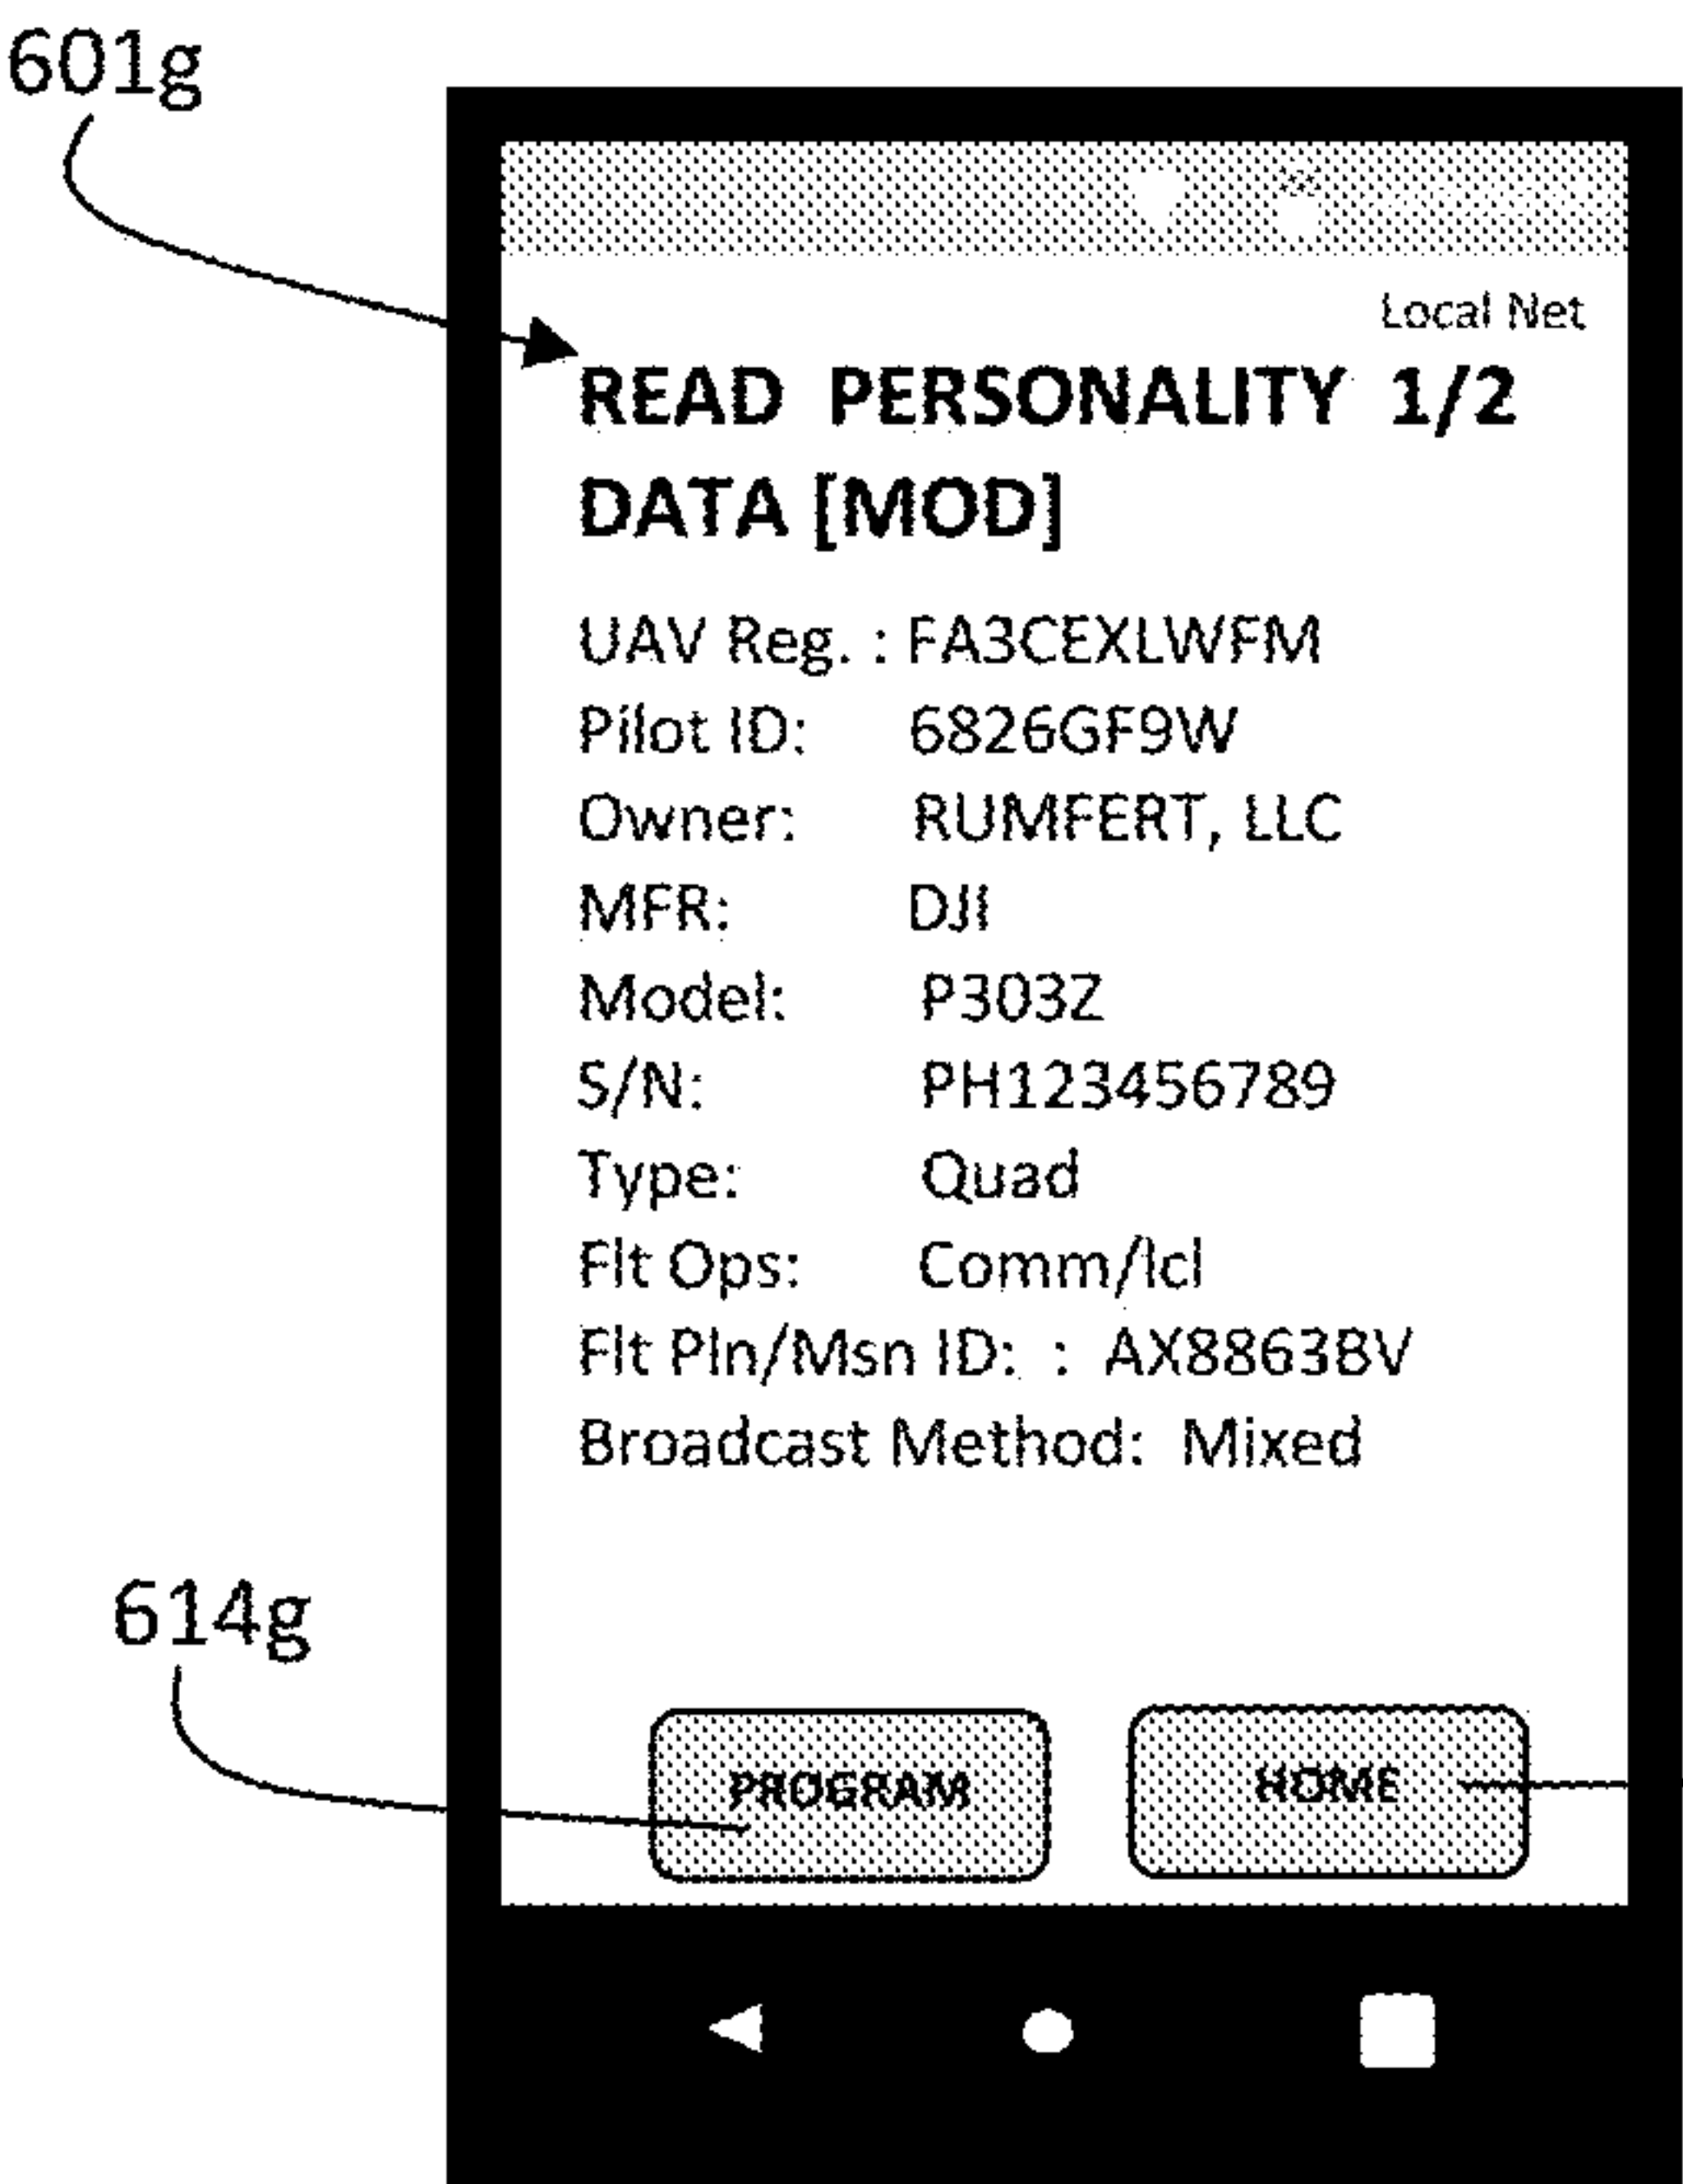 601g
Local Net
READ PERSONALITY 1/2
DATA [MOD]
UAV Reg. : FA3CEXLWFM
Pilot ID: 6826GF9W
Owner: RUMFERT, LLC
MFR: DJI
Model: P303Z
S/N: PH123456789
Type: Quad
Flt Ops: Comm/lcl
Flt Pln/Msn ID: : AX8863BV
Broadcast Method: Mixed
614g
PROGRAM HOME